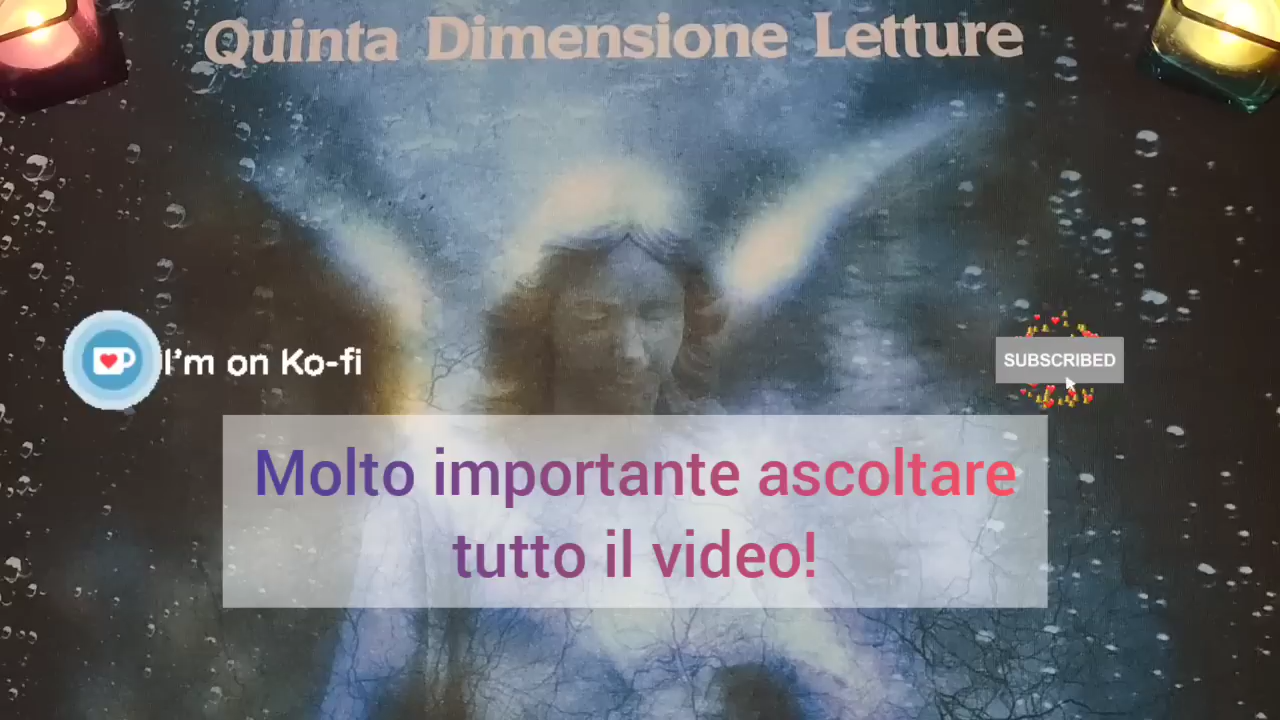 Quinta Dimensione Letture
I'm on Ko-fi
SUBSCRIBED
Molto importante ascoltare
tutto il video!